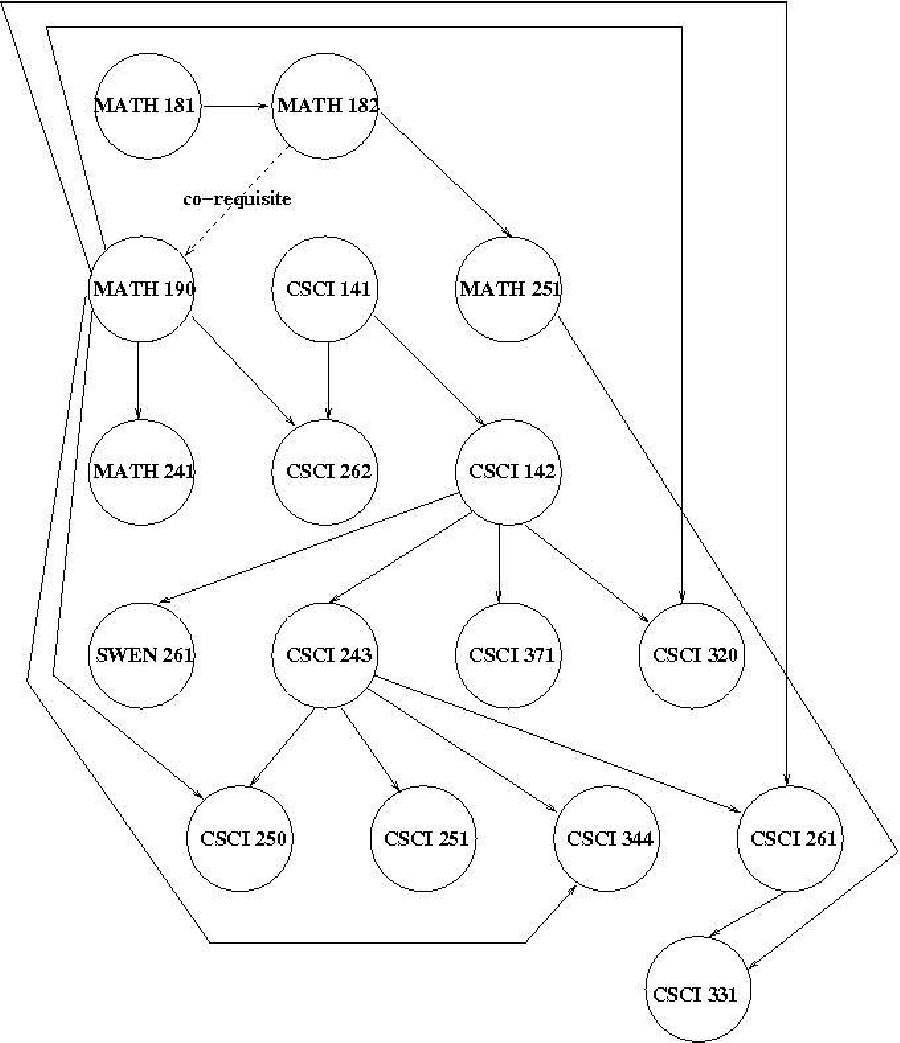 MATH 181
MATH 182
co-requisite
MATH 190
CSCI 141
MATH 251
MATH 241
CSCI 262
CSCI 142
SWEN 261
CSCI 243
CSCI 371
CSCI 320
CSCI 250
CSCI 251
CSCI 344
CSCI 261
CSCI 331